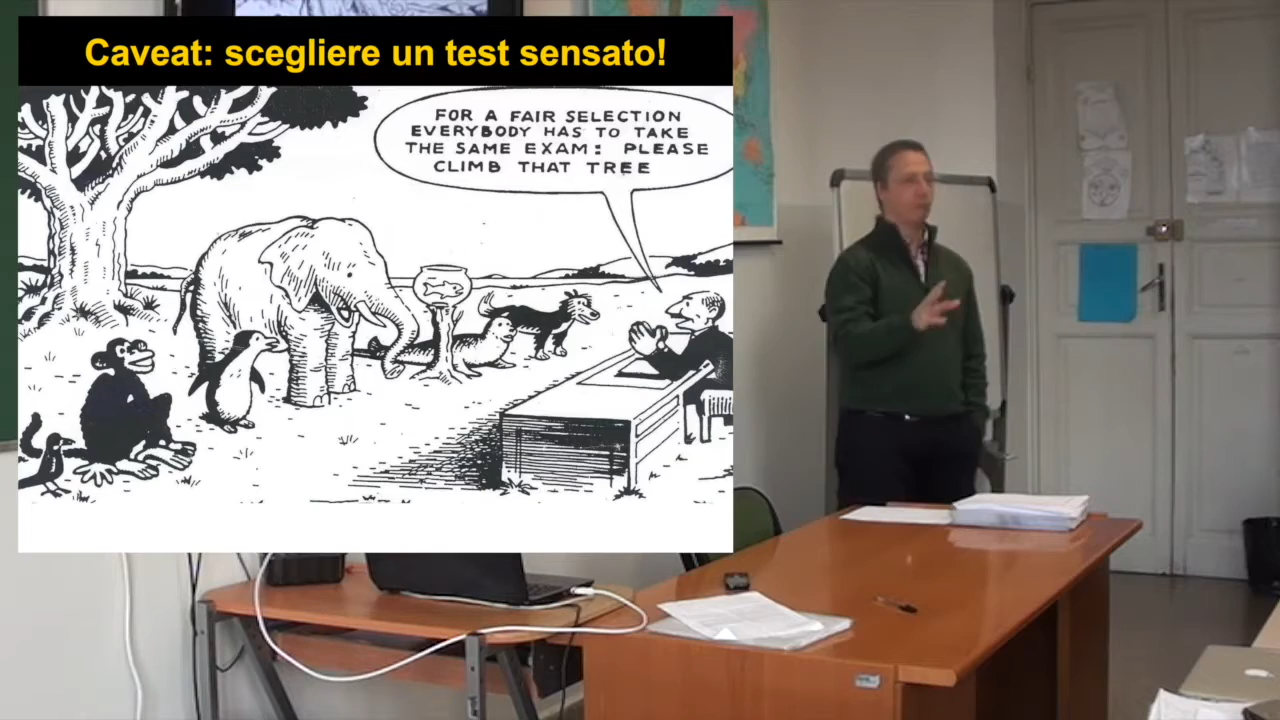 Caveat: scegliere un test sensato!
FOR A FAIR SELECTION
EVERYBODY HAS TO TAKE
THE SAME EXAM: PLEASE
CLIMB THAT TREE